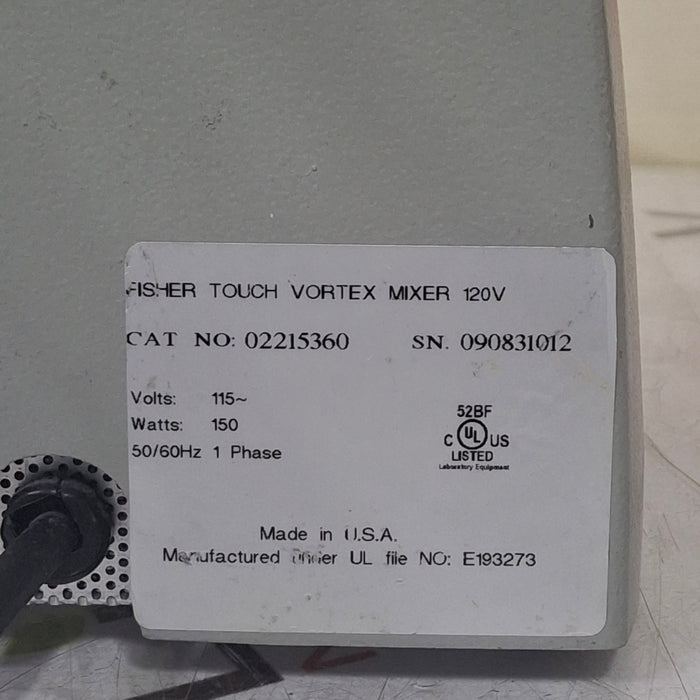 FISHER TOUCH VORTEX MIXER 120V
CAT NO: 02215360 SN. 090831012
Volts: 115~
Watts: 150
50/60Hz 1 Phase
52BF
C UL US
LISTED
Laboratory Equipment
Made in U.S.A.
Manufactured under UL file NO: E193273